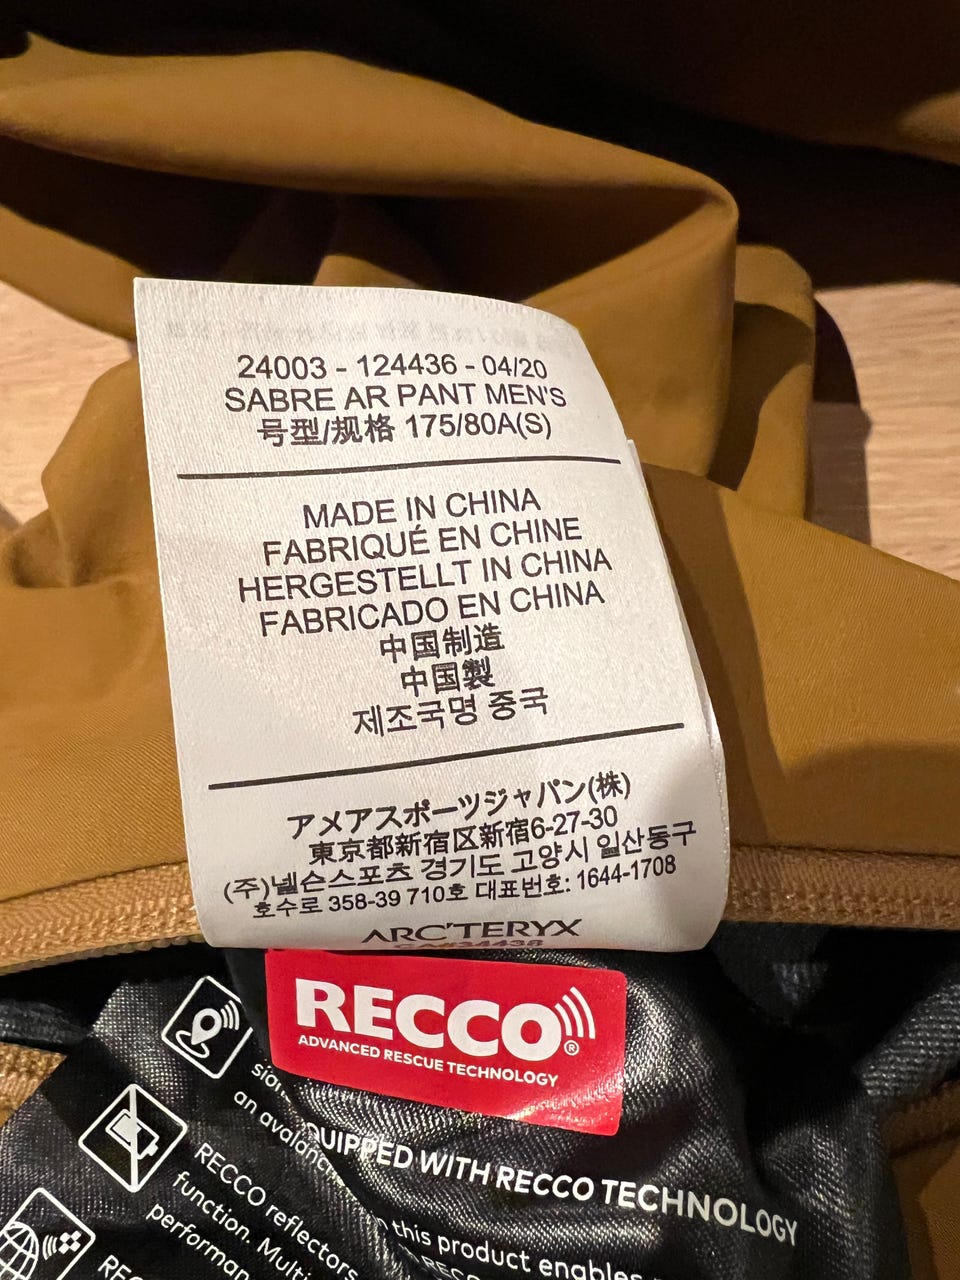 24003 - 124436 - 04/20
SABRE AR PANT MEN'S
号型/规格 175/80A(S)
MADE IN CHINA
FABRIQUÉ EN CHINE
HERGESTELLT IN CHINA
FABRICADO EN CHINA
中国制造
中国製
제조국명 중국
アメアスポーツジャパン(株)
東京都新宿区新宿6-27-30
(주)넬슨스포츠 경기도 고양시 일산동구
호수로 358-39 710호 대표번호: 1644-1708
ARC'TERYX
RECCO®
ADVANCED RESCUE TECHNOLOGY
an
WITH RECCO TECHNOLOGY
this product enables
RECCO reflectors
function.